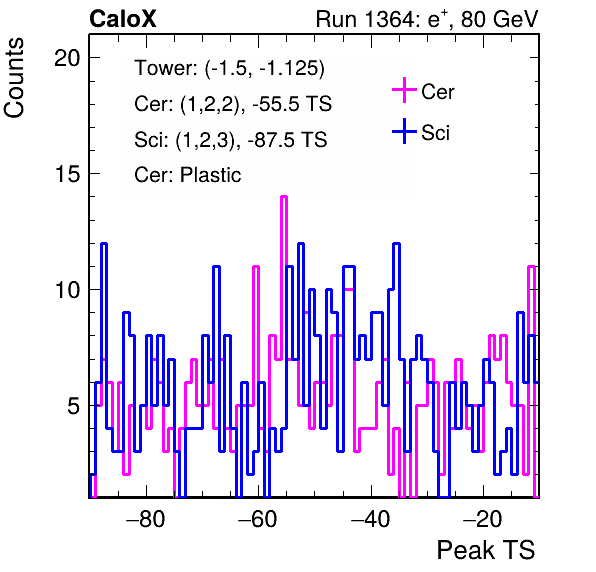 CaloX Run 1364: e⁺, 80 GeV
Counts
20
15
10
5
Tower: (-1.5, -1.125)
Cer: (1,2,2), -55.5 TS
Sci: (1,2,3), -87.5 TS
Cer: Plastic
Cer
Sci
−80 −60 −40 −20
Peak TS